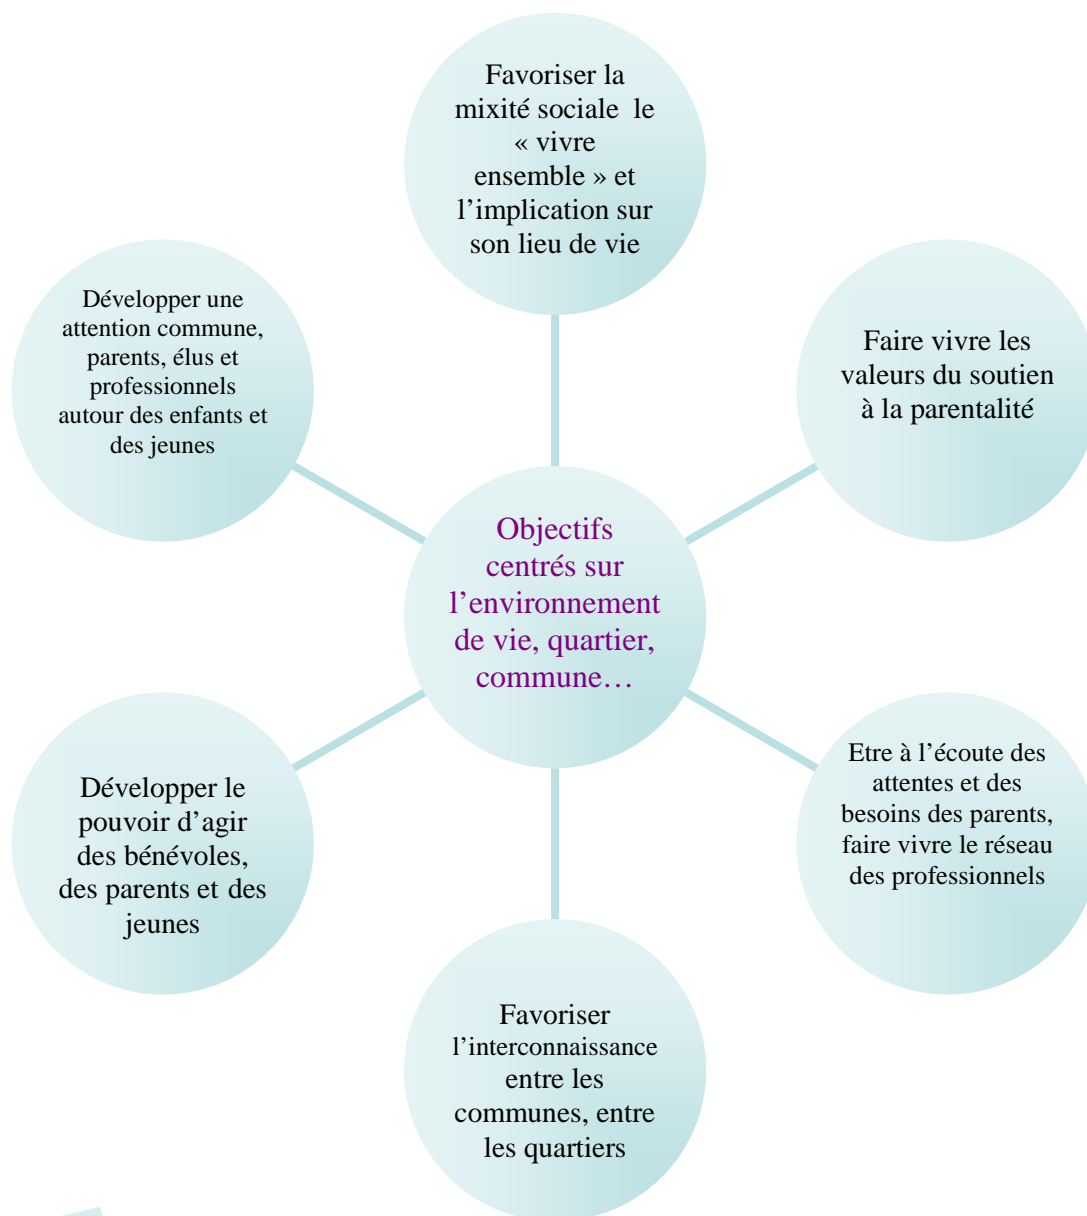 Favoriser la
mixité sociale  le
« vivre
ensemble » et
l’implication sur
son lieu de vie
Développer une
attention commune,
parents, élus et
professionnels
autour des enfants et
des jeunes
Faire vivre les
valeurs du soutien
à la parentalité
Objectifs
centrés sur
l’environnement
de vie, quartier,
commune…
Développer le
pouvoir d’agir
des bénévoles,
des parents et des
jeunes
Etre à l’écoute des
attentes et des
besoins des parents,
faire vivre le réseau
des professionnels
Favoriser
l’interconnaissance
entre les
communes, entre
les quartiers